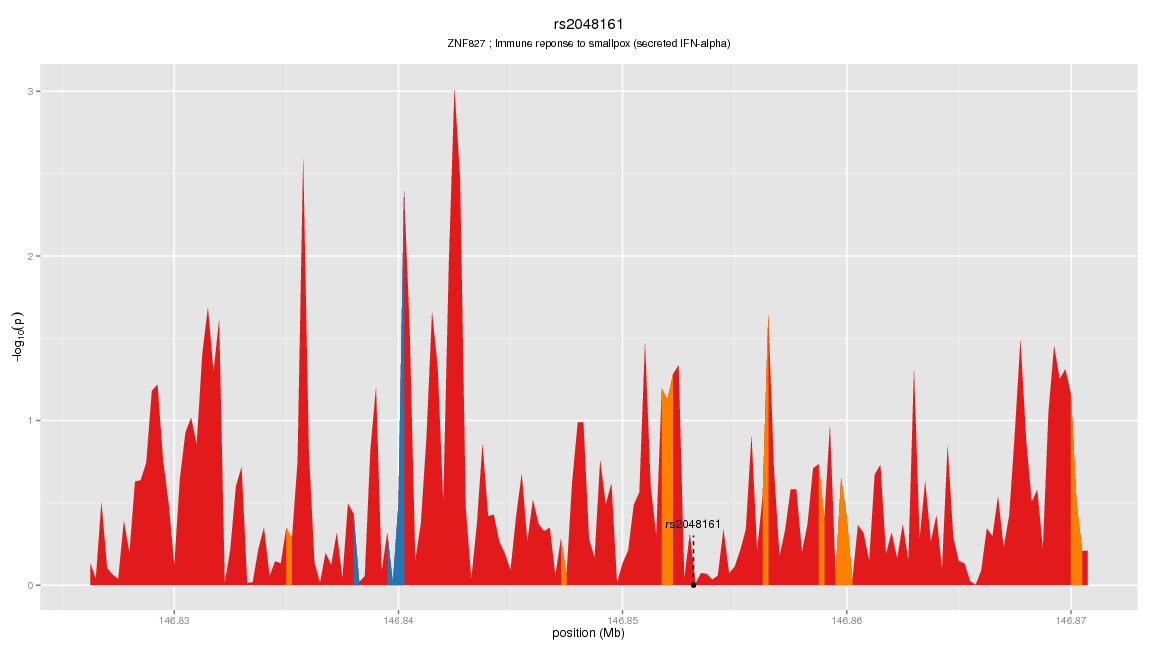 rs2048161
ZNF827 ; Immune reponse to smallpox (secreted IFN-alpha)
3
2
1
0
−log10(p)
rs2048161
146.83 146.84 146.85 146.86 146.87
position (Mb)